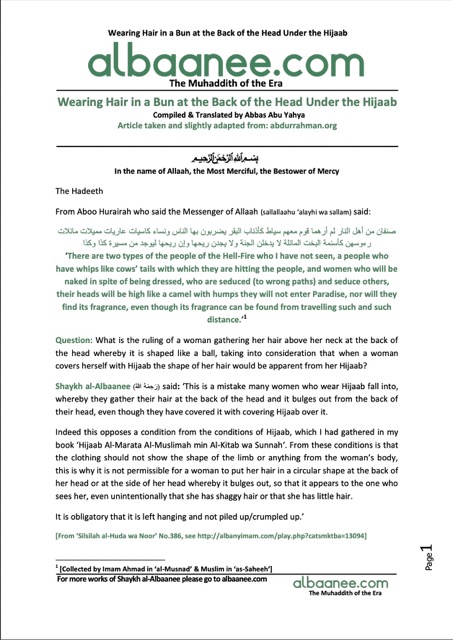 Wearing Hair in a Bun at the Back of the Head Under the Hijaab
albaanee.com
The Muhaddith of the Era
Wearing Hair in a Bun at the Back of the Head Under the Hijaab
Compiled & Translated by Abbas Abu Yahya
Article taken and slightly adapted from: abdurrahman.org
بِسْمِ اللهِ الرَّحْمَنِ الرَّحِيمِ
In the name of Allaah, the Most Merciful, the Bestower of Mercy
The Hadeeth
From Aboo Hurairah who said the Messenger of Allaah (sallallaahu 'alayhi wa sallam) said:
صنفان من أهل النار لم أرهما قوم معهم سياط كأذناب البقر يضربون بها الناس ونساء كاسيات عاريات مميلات مائلات
رءوسهن كأسنمة البخت المائلة لا يدخلن الجنة ولا يجدن ريحها وإن ريحها ليوجد من مسيرة كذا وكذا
'There are two types of the people of the Hell-Fire who I have not seen, a people who
have whips like cows' tails with which they are hitting the people, and women who will be
naked in spite of being dressed, who are seduced (to wrong paths) and seduce others,
their heads will be high like a camel with humps they will not enter Paradise, nor will they
find its fragrance, even though its fragrance can be found from travelling such and such
distance.'1
Question: What is the ruling of a woman gathering her hair above her neck at the back of
the head whereby it is shaped like a ball, taking into consideration that when a woman
covers herself with Hijaab the shape of her hair would be apparent from her Hijaab?
Shaykh al-Albaanee (رَحِمَهُ اللهُ) said: 'This is a mistake many women who wear Hijaab fall into,
whereby they gather their hair at the back of the head and it bulges out from the back of
their head, even though they have covered it with covering Hijaab over it.
Indeed this opposes a condition from the conditions of Hijaab, which I had gathered in my
book 'Hijaab Al-Marata Al-Muslimah min Al-Kitab wa Sunnah'. From these conditions is that
the clothing should not show the shape of the limb or anything from the woman's body,
this is why it is not permissible for a woman to put her hair in a circular shape at the back of
her head or at the side of her head whereby it bulges out, so that it appears to the one who
sees her, even unintentionally that she has shaggy hair or that she has little hair.
It is obligatory that it is left hanging and not piled up/crumpled up.'
[From 'Silsilah al-Huda wa Noor' No.386, see http://albanyimam.com/play.php?catsmktba=13094]
1 [Collected by Imam Ahmad in 'al-Musnad' & Muslim in 'as-Saheeh']
For more works of Shaykh al-Albaanee please go to albaanee.com
albaanee.com
The Muhaddith of the Era
Page1